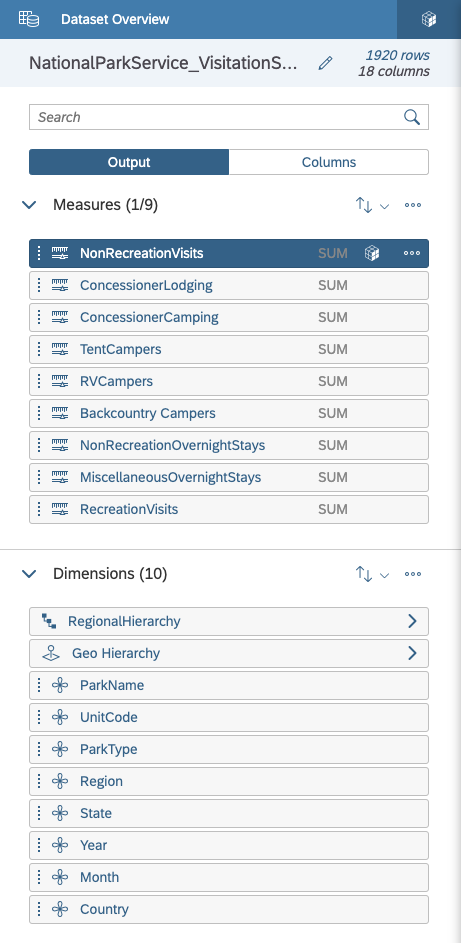 Dataset Overview
NationalParkService_VisitationS...
1920 rows
18 columns
Search
Output Columns
Measures (1/9)
NonRecreationVisits SUM
ConcessionerLodging SUM
ConcessionerCamping SUM
TentCampers SUM
RVCampers SUM
Backcountry Campers SUM
NonRecreationOvernightStays SUM
MiscellaneousOvernightStays SUM
RecreationVisits SUM
Dimensions (10)
RegionalHierarchy
Geo Hierarchy
ParkName
UnitCode
ParkType
Region
State
Year
Month
Country